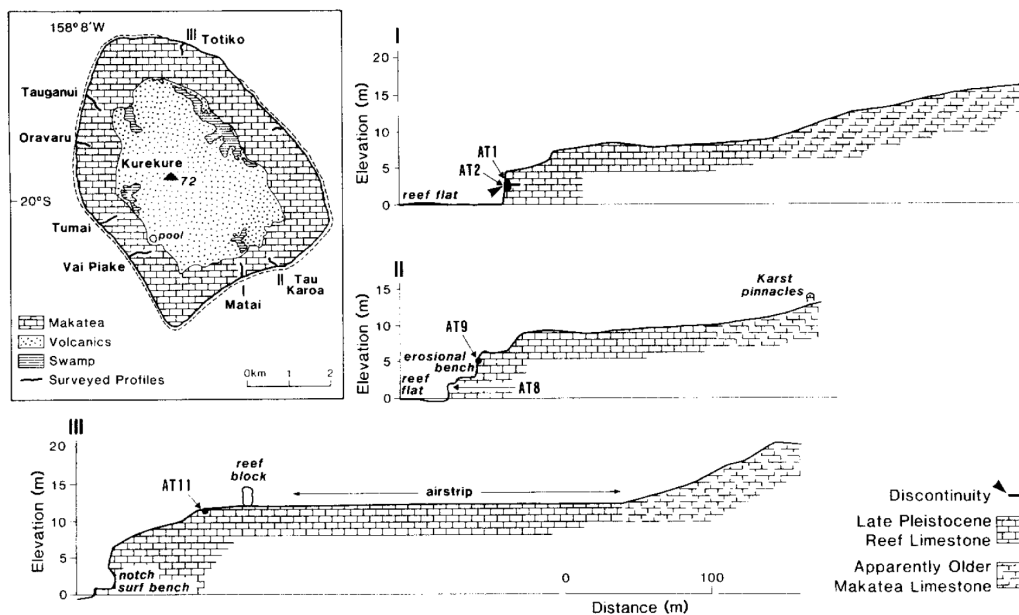 158° 8'W
III
Totiko
Tauganui
Oravaru
Kurekure
72
20°S
Tumai
pool
Vai Piake
II Tau
Karoa
I
Matai
Makatea
Volcanics
Swamp
Surveyed Profiles
0km 1 2
I
Elevation (m)
20
15
10
5
0
AT1
AT2
reef flat
II
Elevation (m)
15
10
5
0
Karst
pinnacles
AT9
erosional
bench
reef
flat
AT8
III
Elevation (m)
20
15
10
5
0
reef
block
AT11
airstrip
notch
surf bench
0 100
Distance (m)
Discontinuity
Late Pleistocene
Reef Limestone
Apparently Older
Makatea Limestone